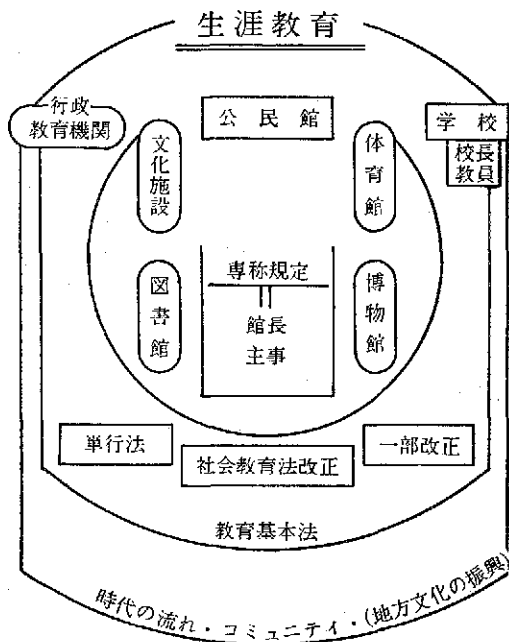 生涯教育
行政
教育機関
公民館
学校
校長
教員
文化施設
体育館
専称規定
館長
主事
図書館
博物館
単行法
社会教育法改正
一部改正
教育基本法
時代の流れ・コミュニティ・(地方文化の振興)